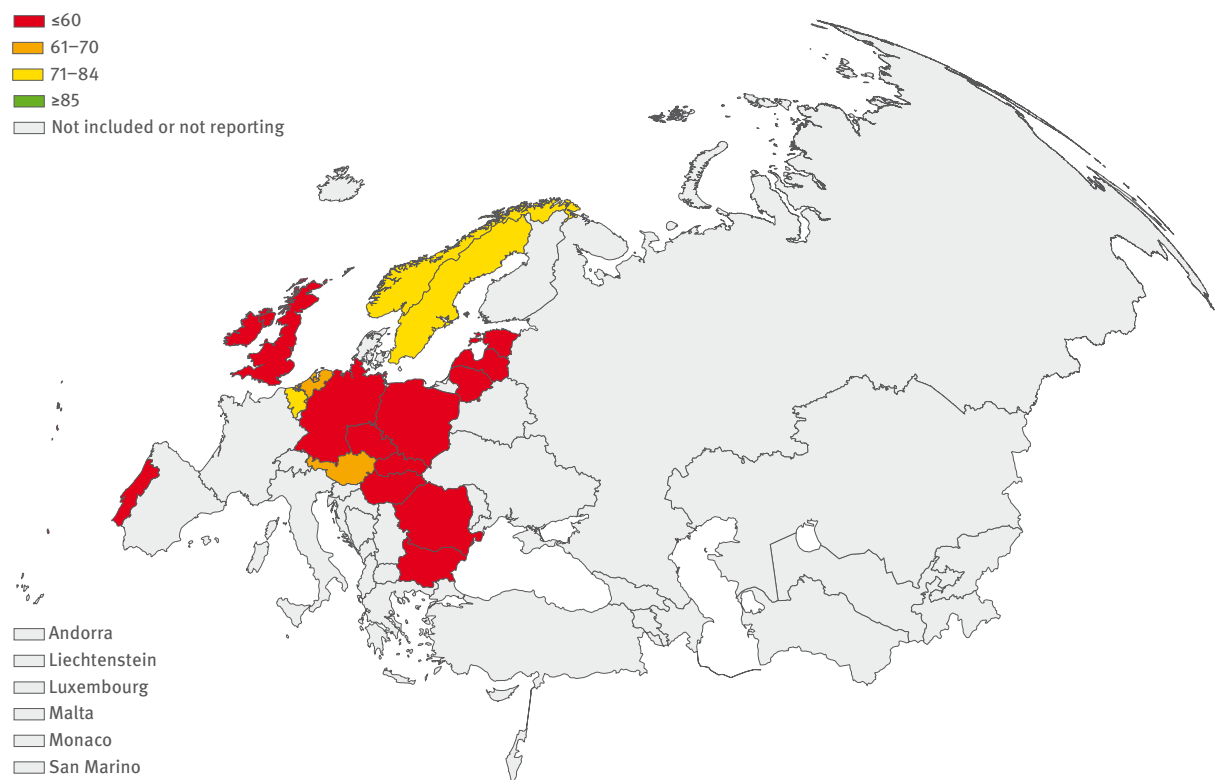 ≤60
61–70
71–84
≥85
Not included or not reporting
Andorra
Liechtenstein
Luxembourg
Malta
Monaco
San Marino